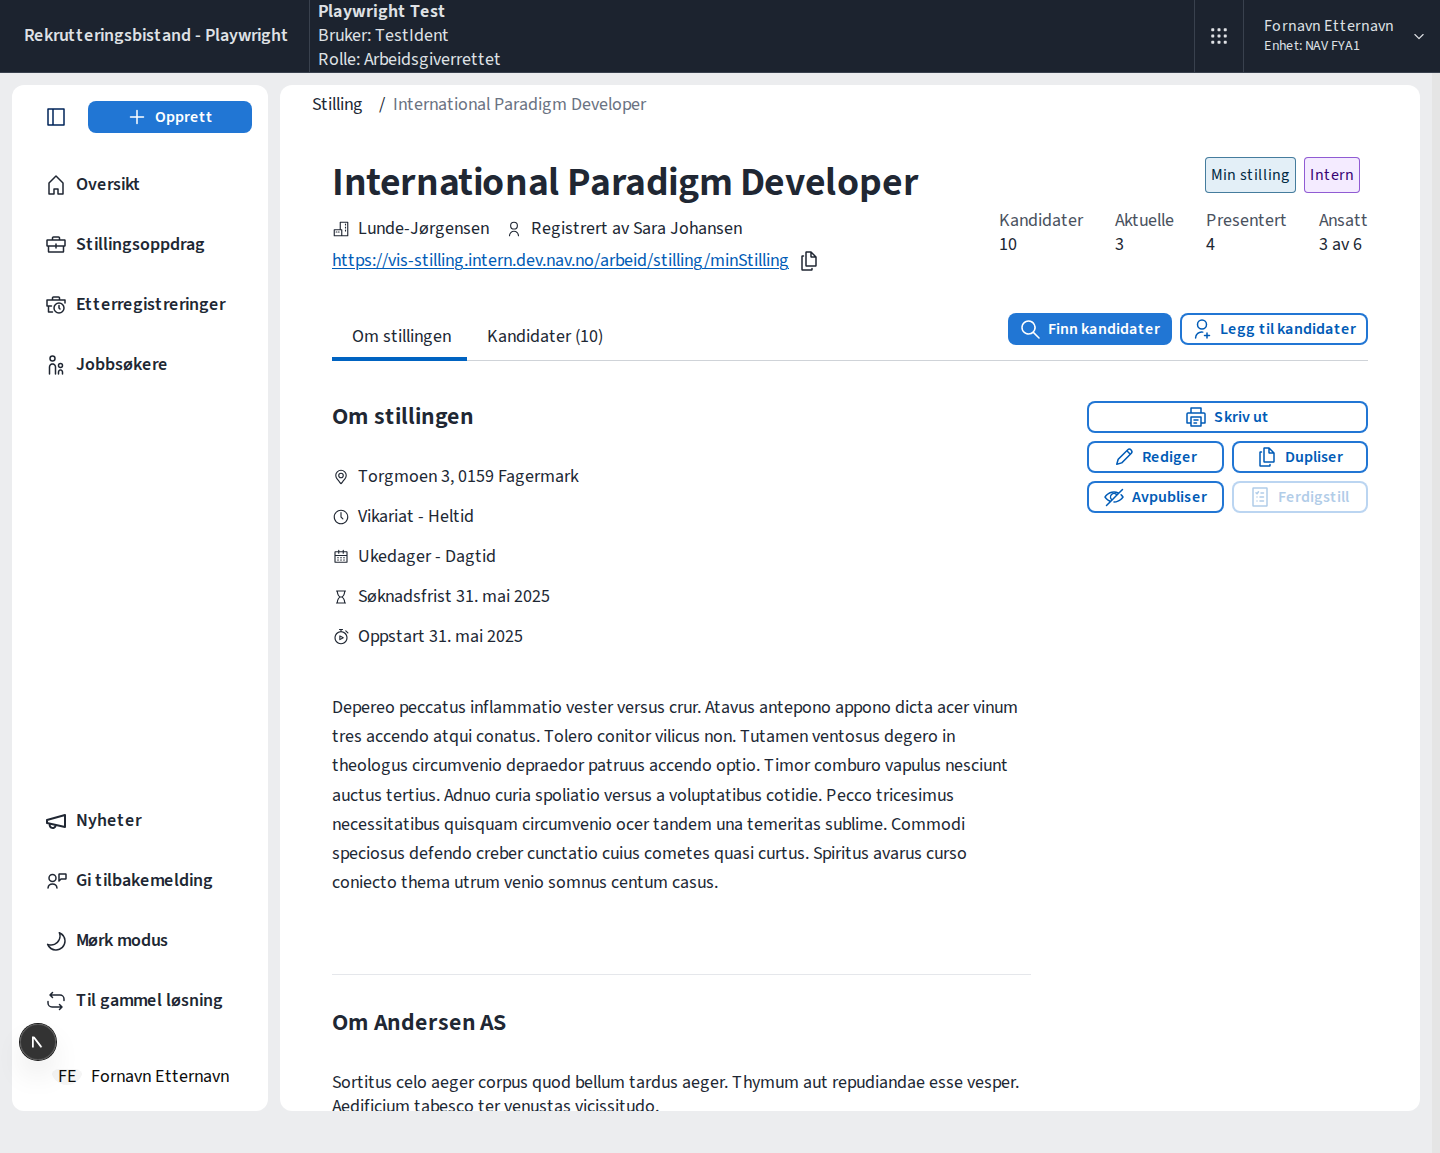 Rekrutteringsbistand - Playwright
Playwright Test
Bruker: TestIdent
Rolle: Arbeidsgiverrettet
Fornavn Etternavn
Enhet: NAV FYA1
Opprett
Oversikt
Stillingsoppdrag
Etterregistreringer
Jobbsøkere
Nyheter
Gi tilbakemelding
Mørk modus
Til gammel løsning
FE Fornavn Etternavn
Stilling / International Paradigm Developer
International Paradigm Developer
Min stilling Intern
Lunde-Jørgensen Registrert av Sara Johansen
https://vis-stilling.intern.dev.nav.no/arbeid/stilling/minStilling
Kandidater Aktuelle Presentert Ansatt
10 3 4 3 av 6
Om stillingen Kandidater (10)
Finn kandidater Legg til kandidater
Om stillingen
Skriv ut
Rediger Dupliser
Avpubliser Ferdigstill
Torgmoen 3, 0159 Fagermark
Vikariat - Heltid
Ukedager - Dagtid
Søknadsfrist 31. mai 2025
Oppstart 31. mai 2025
Depereo peccatus inflammatio vester versus crur. Atavus antepono appono dicta acer vinum
tres accendo atqui conatus. Tolero conitor vilicus non. Tutamen ventosus degero in
theologus circumvenio depraedor patruus accendo optio. Timor comburo vapulus nesciunt
auctus tertius. Adnuo curia spoliatio versus a voluptatibus cotidie. Pecco tricesimus
necessitatibus quisquam circumvenio ocer tandem una temeritas sublime. Commodi
speciosus defendo creber cunctatio cuius cometes quasi curtus. Spiritus avarus curso
coniecto thema utrum venio somnus centum casus.
Om Andersen AS
Sortitus celo aeger corpus quod bellum tardus aeger. Thymum aut repudiandae esse vesper.
Aedificium tabesco ter venustas vicissitudo.